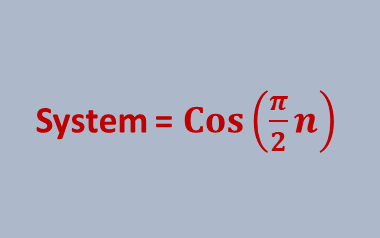 System = Cos (π/2 n)